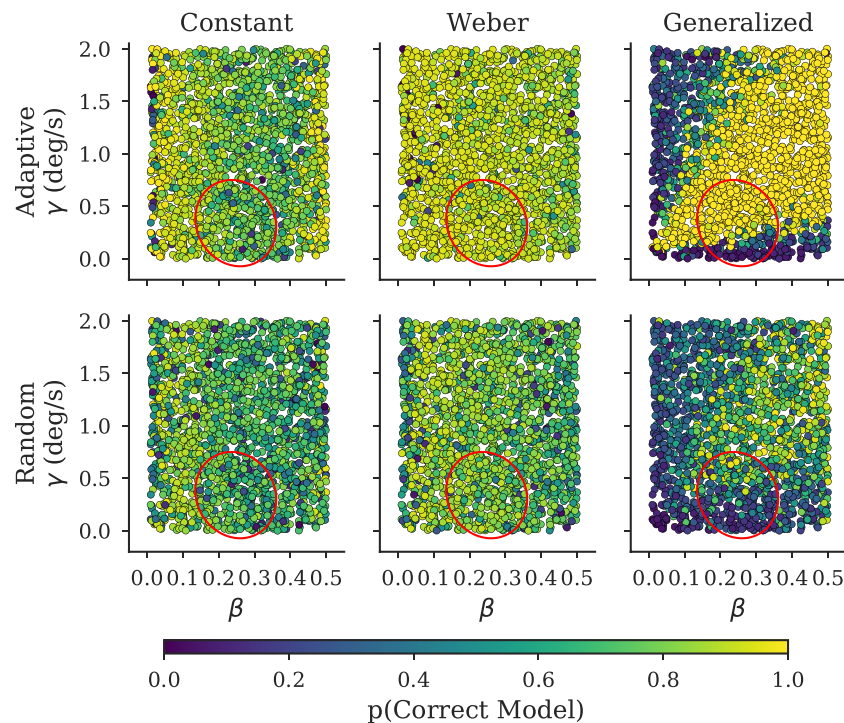 Constant Weber Generalized
Adaptive
γ (deg/s)
2.0
1.5
1.0
0.5
0.0
Random
γ (deg/s)
2.0
1.5
1.0
0.5
0.0
0.0 0.1 0.2 0.3 0.4 0.5 0.0 0.1 0.2 0.3 0.4 0.5 0.0 0.1 0.2 0.3 0.4 0.5
β β β
0.0 0.2 0.4 0.6 0.8 1.0
p(Correct Model)